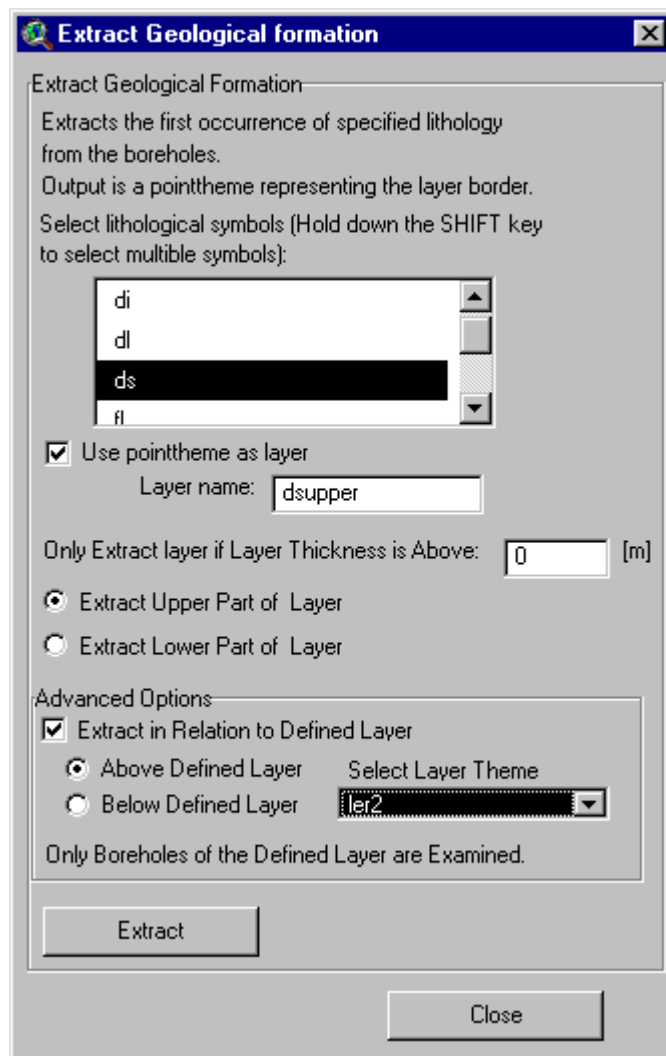 Extract Geological formation
Extract Geological Formation
Extracts the first occurrence of specified lithology
from the boreholes.
Output is a pointtheme representing the layer border.
Select lithological symbols (Hold down the SHIFT key
to select multiple symbols):
di
dl
ds
fl
Use pointtheme as layer
Layer name: dsupper
Only Extract layer if Layer Thickness is Above: 0 [m]
Extract Upper Part of Layer
Extract Lower Part of Layer
Advanced Options
Extract in Relation to Defined Layer
Above Defined Layer Select Layer Theme
Below Defined Layer ler2
Only Boreholes of the Defined Layer are Examined.
Extract
Close